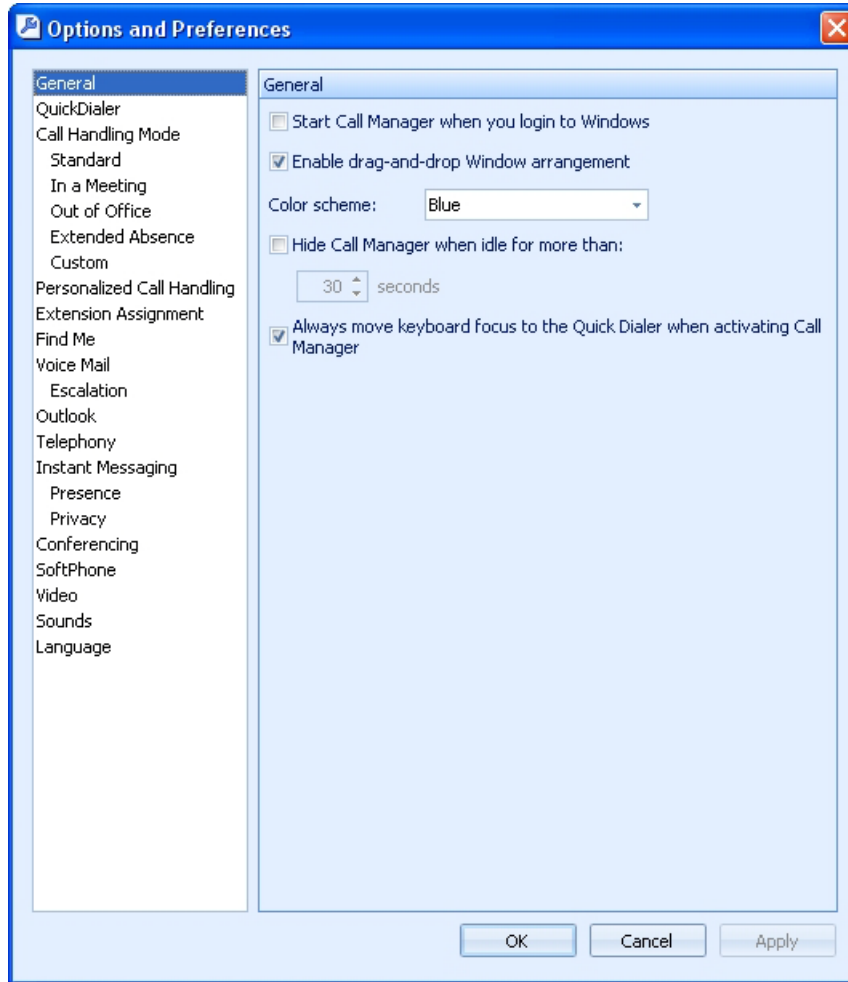 Options and Preferences
General
QuickDialer
Call Handling Mode
Standard
In a Meeting
Out of Office
Extended Absence
Custom
Personalized Call Handling
Extension Assignment
Find Me
Voice Mail
Escalation
Outlook
Telephony
Instant Messaging
Presence
Privacy
Conferencing
SoftPhone
Video
Sounds
Language
General
Start Call Manager when you login to Windows
Enable drag-and-drop Window arrangement
Color scheme: Blue
Hide Call Manager when idle for more than:
30 seconds
Always move keyboard focus to the Quick Dialer when activating Call
Manager
OK Cancel Apply